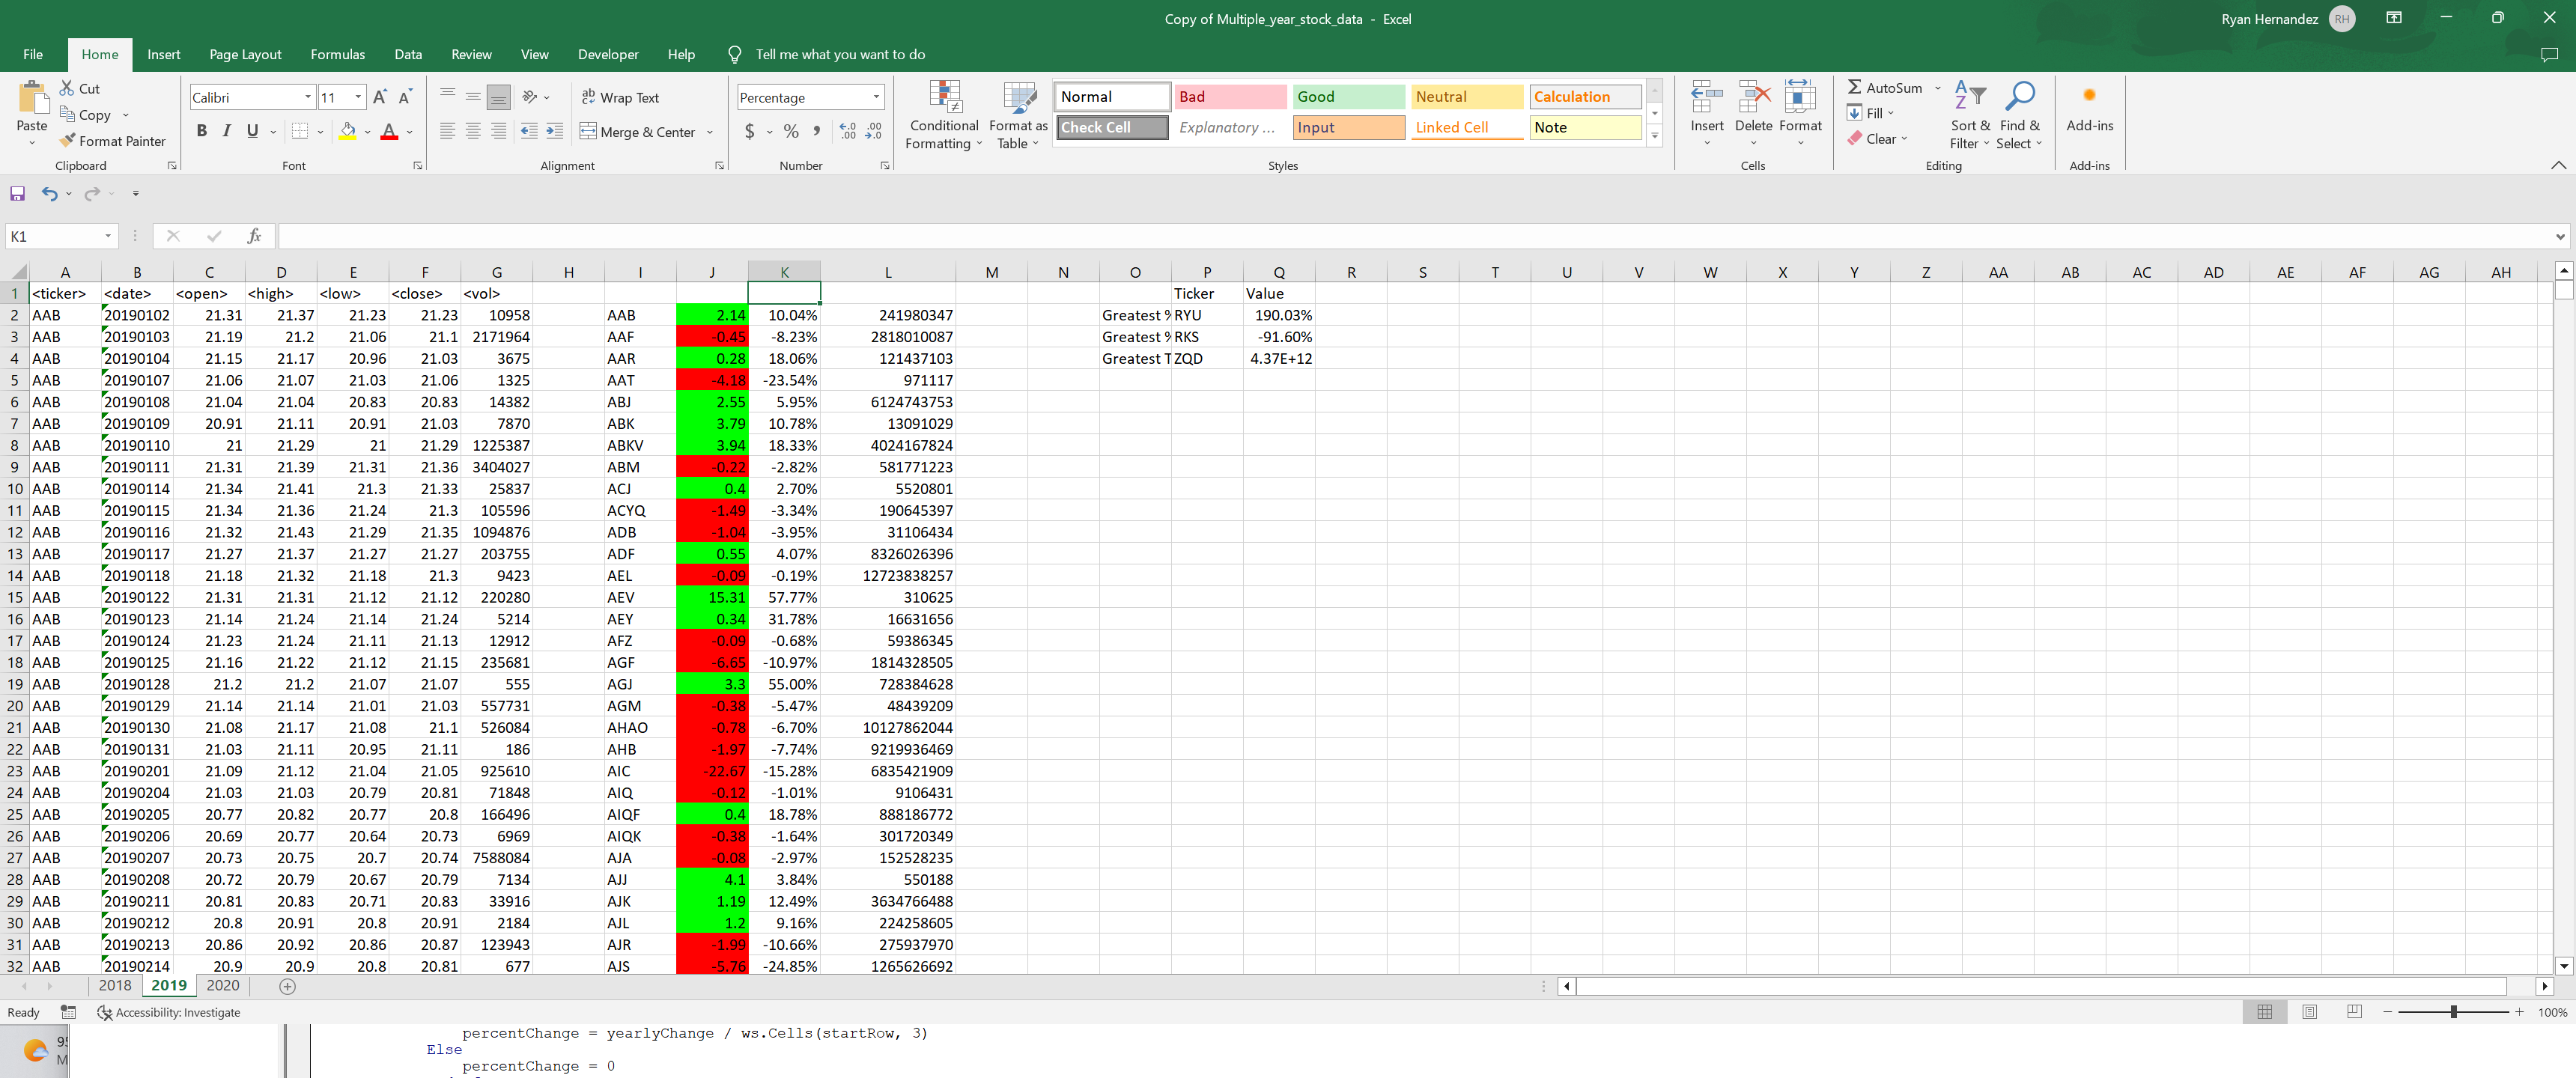 Copy of Multiple_year_stock_data - Excel
Ryan Hernandez RH
File Home Insert Page Layout Formulas Data Review View Developer Help Tell me what you want to do
Paste
Cut
Copy
Format Painter
Clipboard
Calibri 11
B I U
Font
Wrap Text
Merge & Center
Alignment
Percentage
$ % ,
Number
Conditional Formatting
Format as Table
Normal Bad Good Neutral Calculation
Check Cell Explanatory ... Input Linked Cell Note
Styles
Insert Delete Format
Cells
AutoSum
Fill
Clear
Sort & Filter
Find & Select
Editing
Add-ins
Add-ins
K1 fx
A B C D E F G H I J K L M N O P Q R S T U V W X Y Z AA AB AC AD AE AF AG AH
1 <ticker> <date> <open> <high> <low> <close> <vol> Ticker Value
2 AAB 20190102 21.31 21.37 21.23 21.23 10958 AAB 2.14 10.04% 241980347 Greatest % RYU 190.03%
3 AAB 20190103 21.19 21.2 21.06 21.1 2171964 AAF -0.45 -8.23% 2818010087 Greatest % RKS -91.60%
4 AAB 20190104 21.15 21.17 20.96 21.03 3675 AAR 0.28 18.06% 121437103 Greatest T ZQD 4.37E+12
5 AAB 20190107 21.06 21.07 21.03 21.06 1325 AAT -4.18 -23.54% 971117
6 AAB 20190108 21.04 21.04 20.83 20.83 14382 ABJ 2.55 5.95% 6124743753
7 AAB 20190109 20.91 21.11 20.91 21.03 7870 ABK 3.79 10.78% 13091029
8 AAB 20190110 21 21.29 21 21.29 1225387 ABKV 3.94 18.33% 4024167824
9 AAB 20190111 21.31 21.39 21.31 21.36 3404027 ABM -0.22 -2.82% 581771223
10 AAB 20190114 21.34 21.41 21.3 21.33 25837 ACJ 0.4 2.70% 5520801
11 AAB 20190115 21.34 21.36 21.24 21.3 105596 ACYQ -1.49 -3.34% 190645397
12 AAB 20190116 21.32 21.43 21.29 21.35 1094876 ADB -1.04 -3.95% 31106434
13 AAB 20190117 21.27 21.37 21.27 21.27 203755 ADF 0.55 4.07% 8326026396
14 AAB 20190118 21.18 21.32 21.18 21.3 9423 AEL -0.09 -0.19% 12723838257
15 AAB 20190122 21.31 21.31 21.12 21.12 220280 AEV 15.31 57.77% 310625
16 AAB 20190123 21.14 21.24 21.14 21.24 5214 AEY 0.34 31.78% 16631656
17 AAB 20190124 21.23 21.24 21.11 21.13 12912 AFZ -0.09 -0.68% 59386345
18 AAB 20190125 21.16 21.22 21.12 21.15 235681 AGF -6.65 -10.97% 1814328505
19 AAB 20190128 21.2 21.2 21.07 21.07 555 AGJ 3.3 55.00% 728384628
20 AAB 20190129 21.14 21.14 21.01 21.03 557731 AGM -0.38 -5.47% 48439209
21 AAB 20190130 21.08 21.17 21.08 21.1 526084 AHAO -0.78 -6.70% 10127862044
22 AAB 20190131 21.03 21.11 20.95 21.11 186 AHB -1.97 -7.74% 9219936469
23 AAB 20190201 21.09 21.12 21.04 21.05 925610 AIC -22.67 -15.28% 6835421909
24 AAB 20190204 21.03 21.03 20.79 20.81 71848 AIQ -0.12 -1.01% 9106431
25 AAB 20190205 20.77 20.82 20.77 20.8 166496 AIQF 0.4 18.78% 888186772
26 AAB 20190206 20.69 20.77 20.64 20.73 6969 AIQK -0.38 -1.64% 301720349
27 AAB 20190207 20.73 20.75 20.7 20.74 7588084 AJA -0.08 -2.97% 152528235
28 AAB 20190208 20.72 20.79 20.67 20.79 7134 AJJ 4.1 3.84% 550188
29 AAB 20190211 20.81 20.83 20.71 20.83 33916 AJK 1.19 12.49% 3634766488
30 AAB 20190212 20.8 20.91 20.8 20.91 2184 AJL 1.2 9.16% 224258605
31 AAB 20190213 20.86 20.92 20.86 20.87 123943 AJR -1.99 -10.66% 275937970
32 AAB 20190214 20.9 20.9 20.8 20.81 677 AJS -5.76 -24.85% 1265626692
2018 2019 2020
Ready Accessibility: Investigate 100%
percentChange = yearlyChange / ws.Cells(startRow, 3)
Else
percentChange = 0